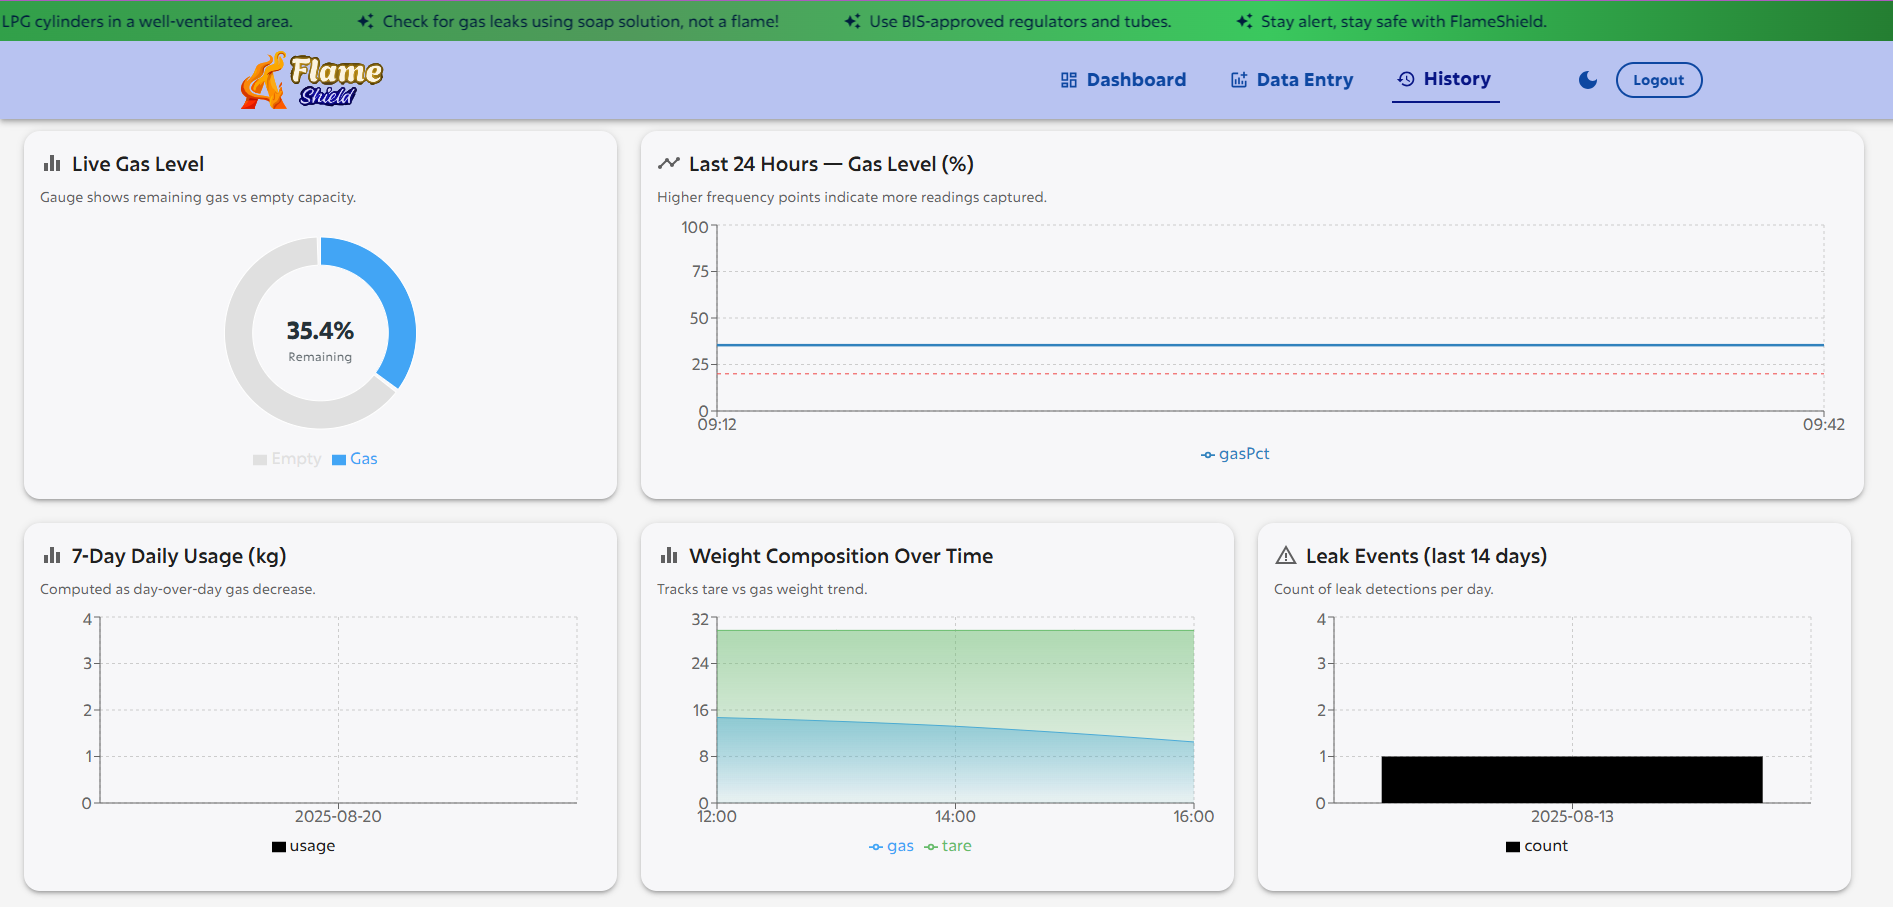 LPG cylinders in a well-ventilated area. Check for gas leaks using soap solution, not a flame! Use BIS-approved regulators and tubes. Stay alert, stay safe with FlameShield.
Flame
Shield
Dashboard Data Entry History Logout
Live Gas Level
Gauge shows remaining gas vs empty capacity.
35.4%
Remaining
Empty Gas
Last 24 Hours — Gas Level (%)
Higher frequency points indicate more readings captured.
100
75
50
25
0
09:12 09:42
gasPct
7-Day Daily Usage (kg)
Computed as day-over-day gas decrease.
4
3
2
1
0
2025-08-20
usage
Weight Composition Over Time
Tracks tare vs gas weight trend.
32
24
16
8
0
12:00 14:00 16:00
gas tare
Leak Events (last 14 days)
Count of leak detections per day.
4
3
2
1
0
2025-08-13
count